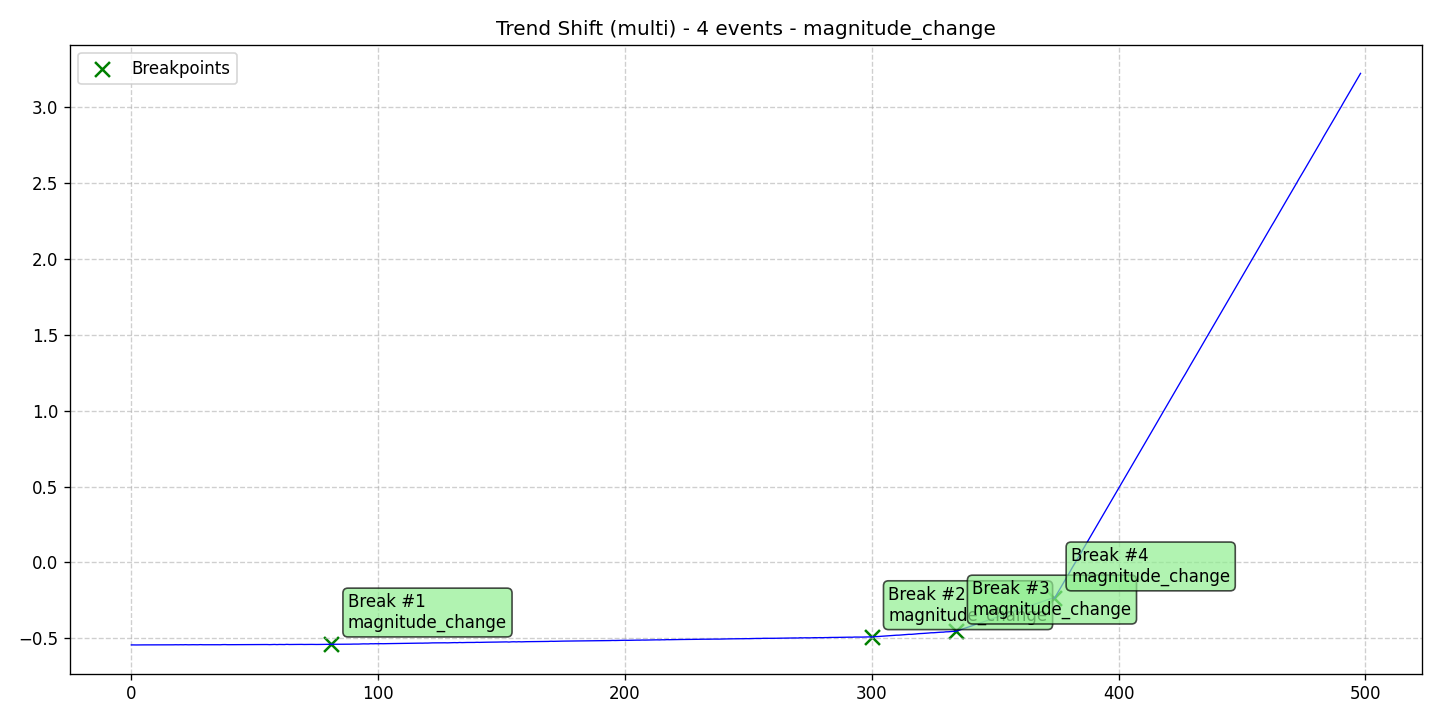 Trend Shift (multi) - 4 events - magnitude_change
Breakpoints
3.0
2.5
2.0
1.5
1.0
0.5
0.0
−0.5
Break #1
magnitude_change
Break #2
magnitude_change
Break #3
magnitude_change
Break #4
magnitude_change
0
100
200
300
400
500